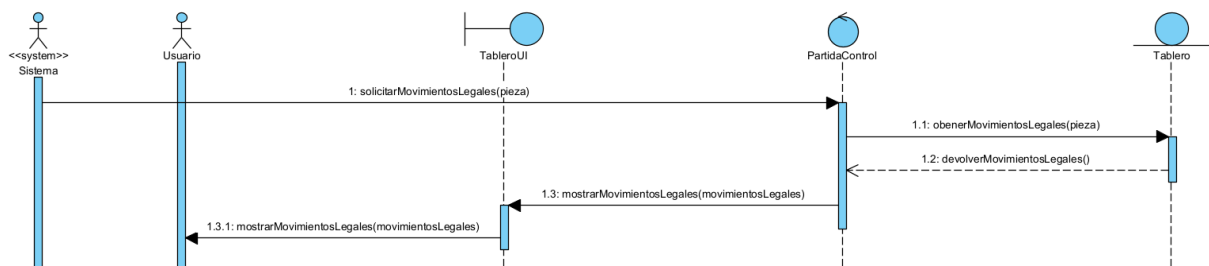 <<system>>
Sistema
Usuario
TableroUI
PartidaControl
Tablero
1: solicitarMovimientosLegales(pieza)
1.1: obenerMovimientosLegales(pieza)
1.2: devolverMovimientosLegales()
1.3: mostrarMovimientosLegales(movimientosLegales)
1.3.1: mostrarMovimientosLegales(movimientosLegales)